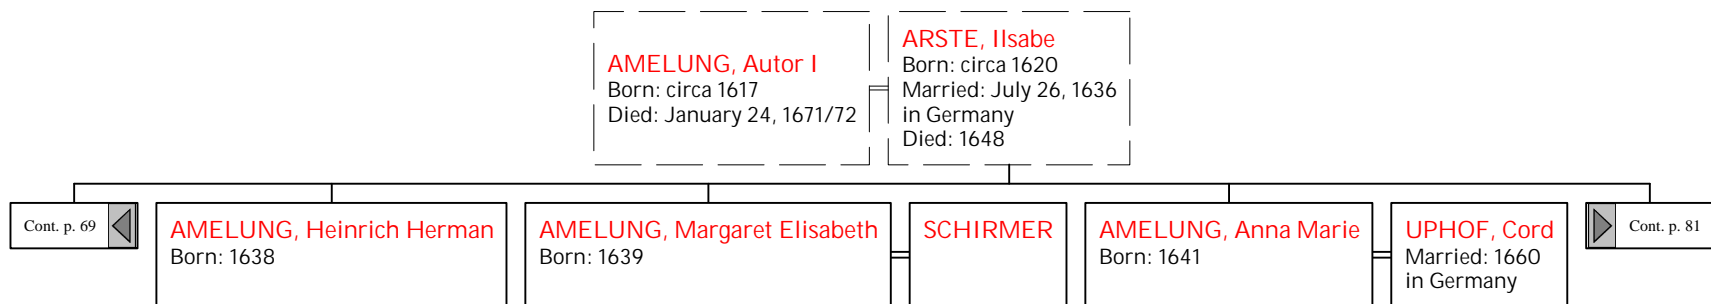 AMELUNG, Autor I
Born: circa 1617
Died: January 24, 1671/72
ARSTE, Ilsabe
Born: circa 1620
Married: July 26, 1636
in Germany
Died: 1648
Cont. p. 69
AMELUNG, Heinrich Herman
Born: 1638
AMELUNG, Margaret Elisabeth
Born: 1639
SCHIRMER
AMELUNG, Anna Marie
Born: 1641
UPHOF, Cord
Married: 1660
in Germany
Cont. p. 81